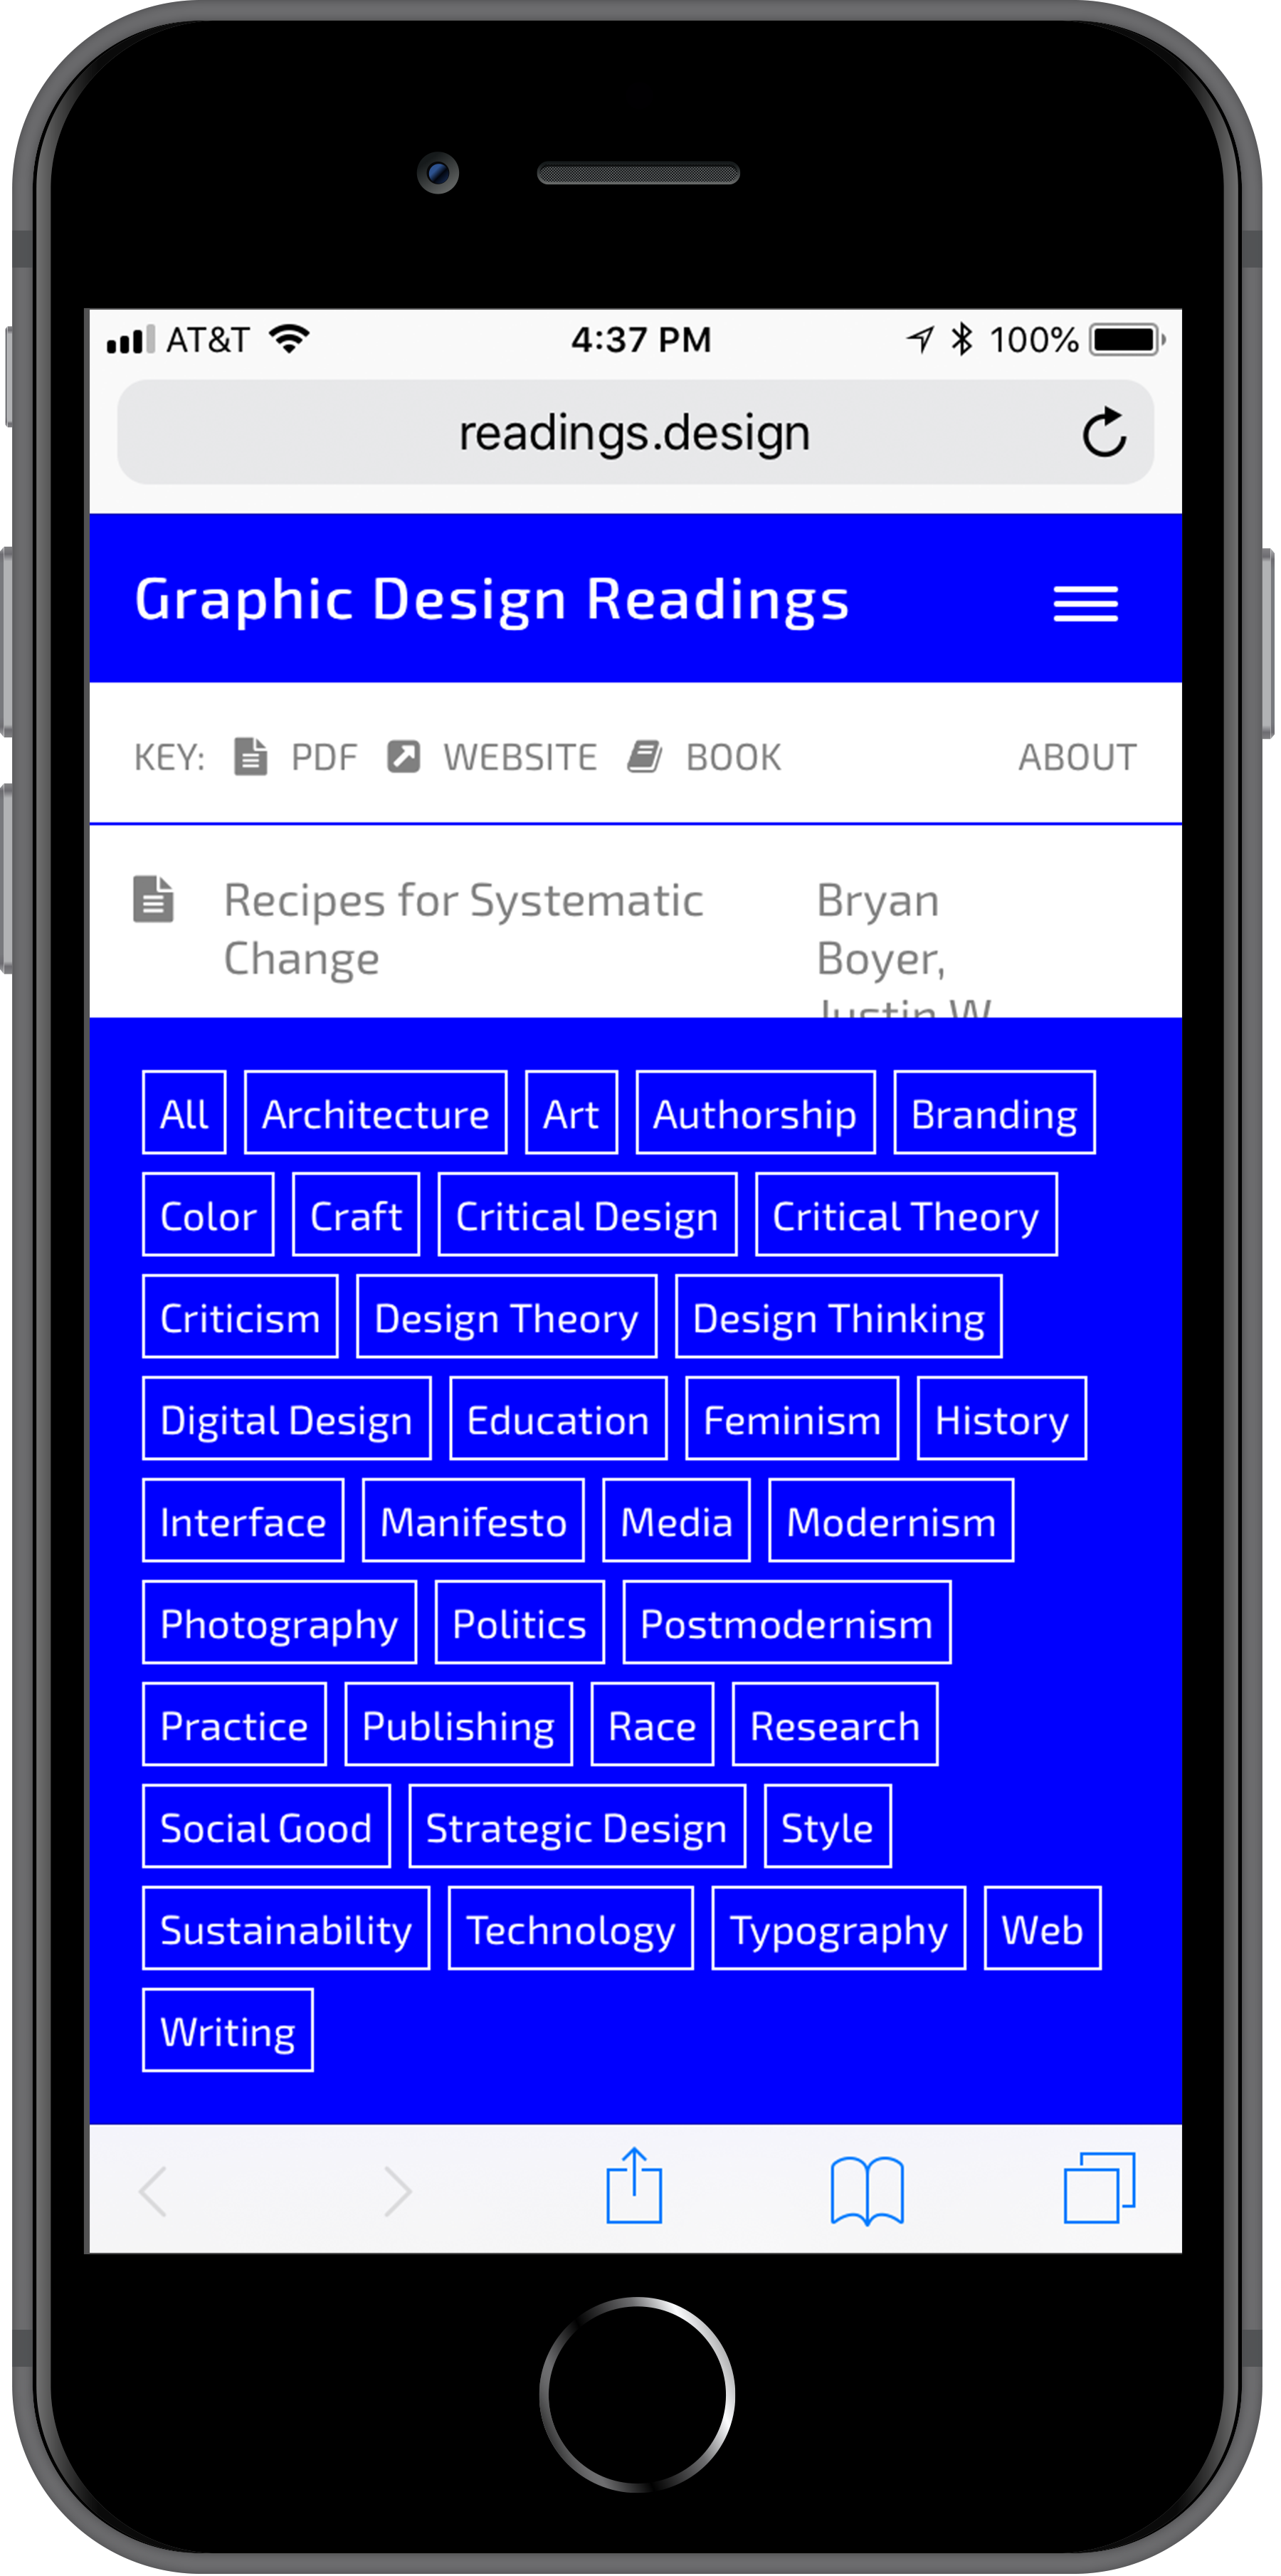 AT&T 4:37 PM 100%
readings.design
Graphic Design Readings
KEY: PDF WEBSITE BOOK ABOUT
Recipes for Systematic Bryan
Change Boyer,
Justin W
All Architecture Art Authorship Branding
Color Craft Critical Design Critical Theory
Criticism Design Theory Design Thinking
Digital Design Education Feminism History
Interface Manifesto Media Modernism
Photography Politics Postmodernism
Practice Publishing Race Research
Social Good Strategic Design Style
Sustainability Technology Typography Web
Writing